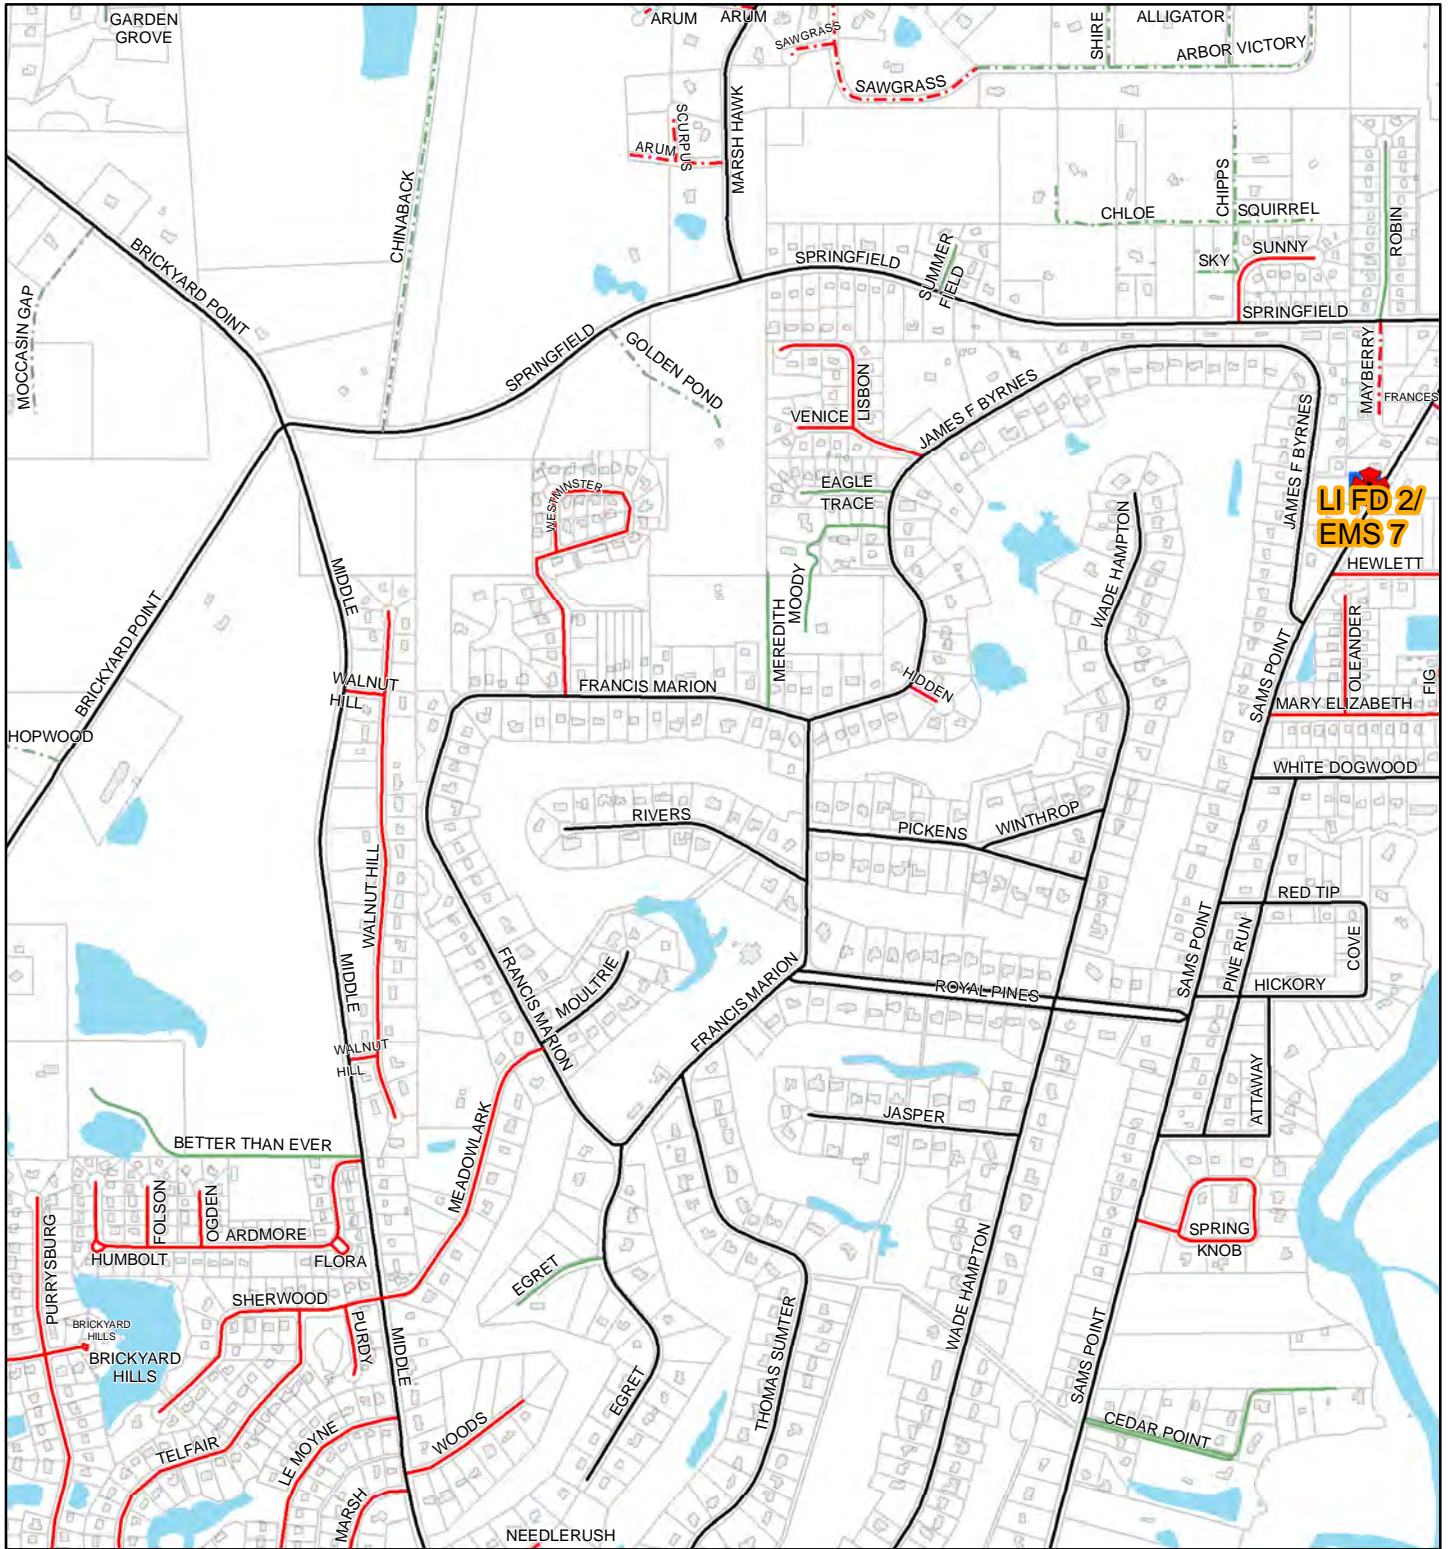 GARDEN
GROVE
ARUM
ARUM
SAWGRASS
SHIRE
ALLIGATOR
ARBOR VICTORY
SAWGRASS
SCURPUS
ARUM
MARSH HAWK
CHINABACK
CHIPPS
CHLOE
SQUIRREL
ROBIN
BRICKYARD POINT
MOCCASIN GAP
SPRINGFIELD
SUMMER
FIELD
SKY
SUNNY
SPRINGFIELD
SPRINGFIELD
GOLDEN POND
MAYBERRY
FRANCES
LISBON
VENICE
JAMES F BYRNES
JAMES F BYRNES
EAGLE
TRACE
WESTMINSTER
LI FD 2/
EMS 7
HEWLETT
WADE HAMPTON
MIDDLE
MOODY
MEREDITH
BRICKYARD POINT
OLEANDER
SAMS POINT
FIG
WALNUT
HILL
FRANCIS MARION
HIDDEN
MARY ELIZABETH
HOPWOOD
WHITE DOGWOOD
RIVERS
PICKENS
WINTHROP
WALNUT HILL
RED TIP
COVE
PINE RUN
SAMS POINT
HICKORY
MIDDLE
FRANCIS MARION
MOULTRIE
FRANCIS MARION
ROYAL PINES
WALNUT
HILL
ATTAWAY
JASPER
BETTER THAN EVER
MEADOWLARK
PURRYSBURG
FOLSON
OGDEN
ARDMORE
HUMBOLT
FLORA
SPRING
KNOB
EGRET
WADE HAMPTON
SHERWOOD
PURDY
BRICKYARD
HILLS
BRICKYARD
HILLS
MIDDLE
THOMAS SUMTER
SAMS POINT
EGRET
CEDAR POINT
TELFAIR
LE MOYNE
WOODS
MARSH
NEEDLERUSH